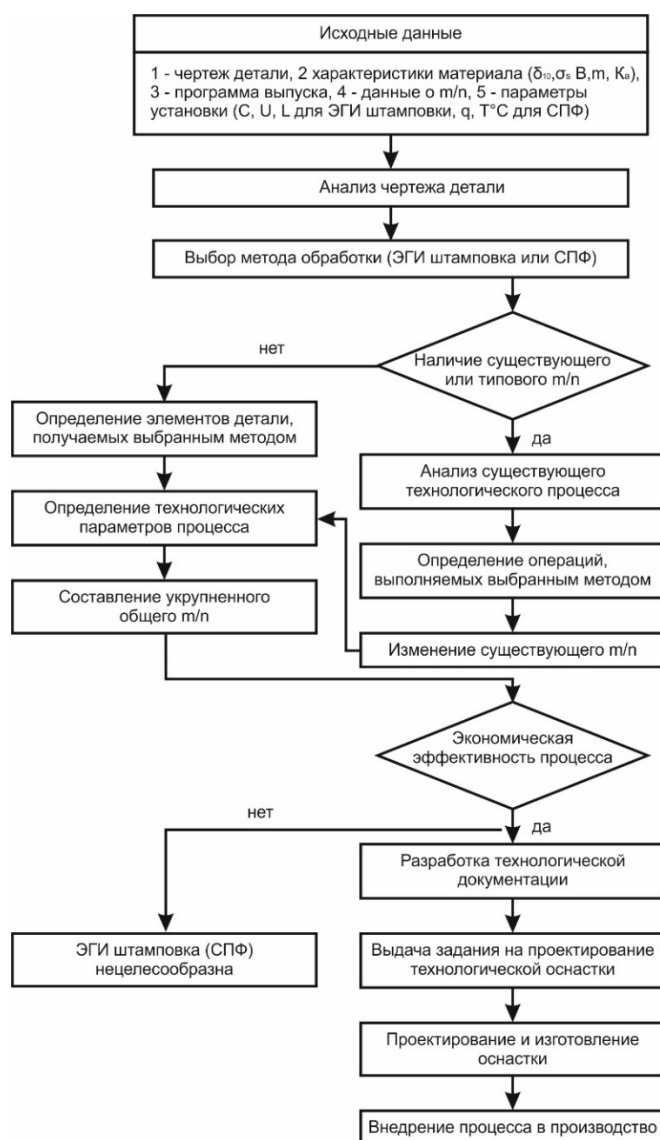 Исходные данные
1 - чертеж детали, 2 характеристики материала (δ₁₀,σₛ В,m, Kₐ),
3 - программа выпуска, 4 - данные о m/n, 5 - параметры
установки (C, U, L для ЭГИ штамповки, q, T°C для СПФ)
Анализ чертежа детали
Выбор метода обработки (ЭГИ штамповка или СПФ)
нет
Наличие существующего
или типового m/n
Определение элементов детали,
получаемых выбранным методом
да
Анализ существующего
технологического процесса
Определение технологических
параметров процесса
Определение операций,
выполняемых выбранным методом
Составление укрупненного
общего m/n
Изменение существующего m/n
Экономическая
эффективность процесса
нет
да
Разработка технологической
документации
ЭГИ штамповка (СПФ)
нецелесообразна
Выдача задания на проектирование
технологической оснастки
Проектирование и изготовление
оснастки
Внедрение процесса в производство